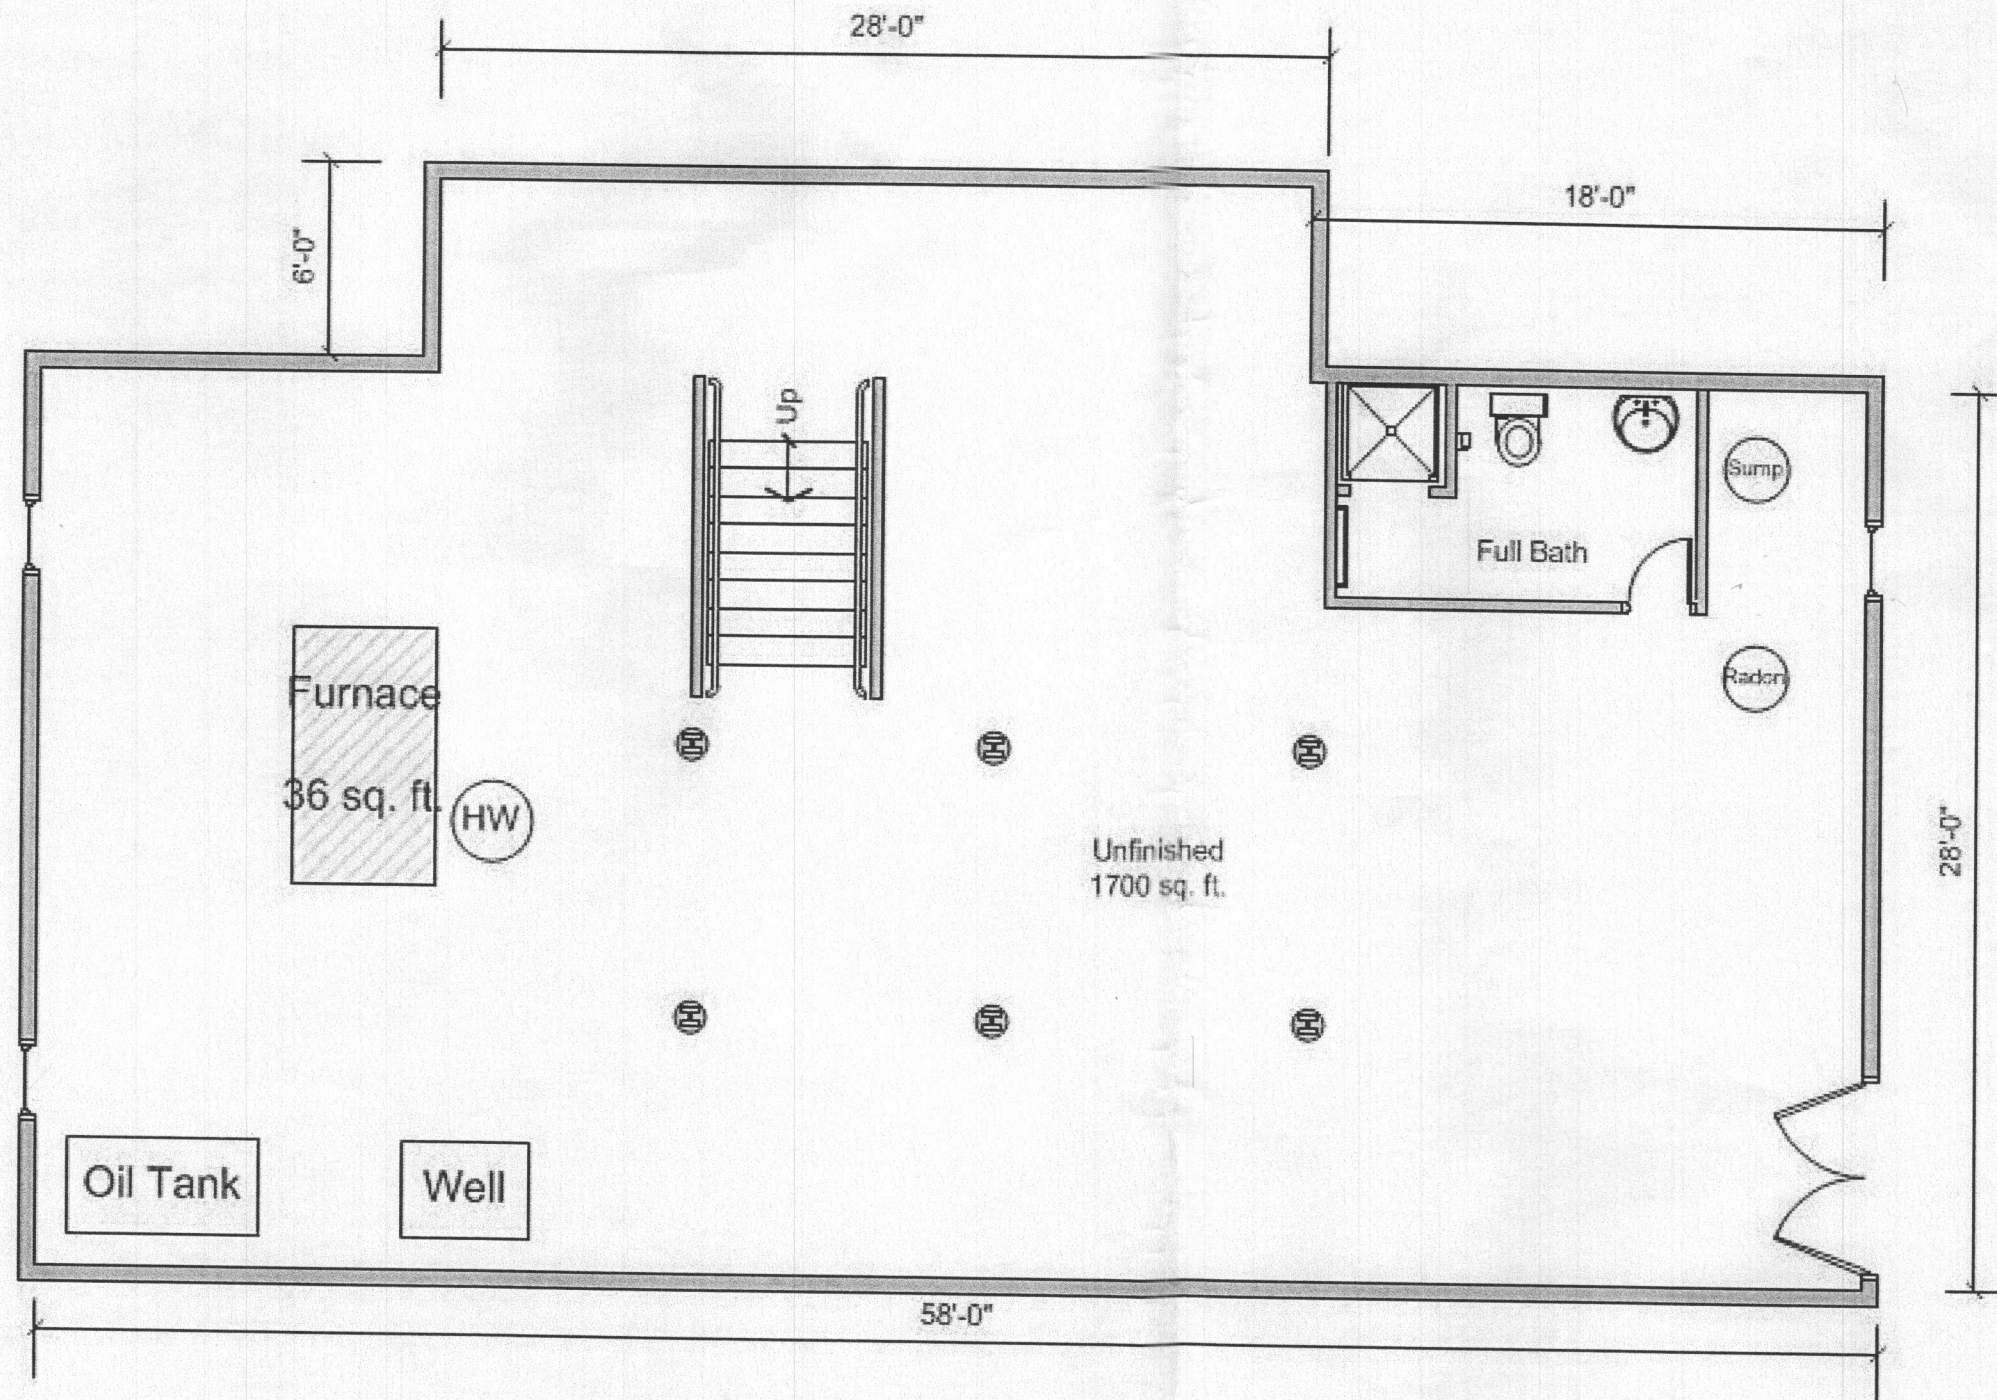 28'-0"
18'-0"
6'-0"
Up
Sump
Full Bath
Furnace
Radon
36 sq. ft.
HW
Unfinished
1700 sq. ft.
28'-0"
Oil Tank
Well
58'-0"